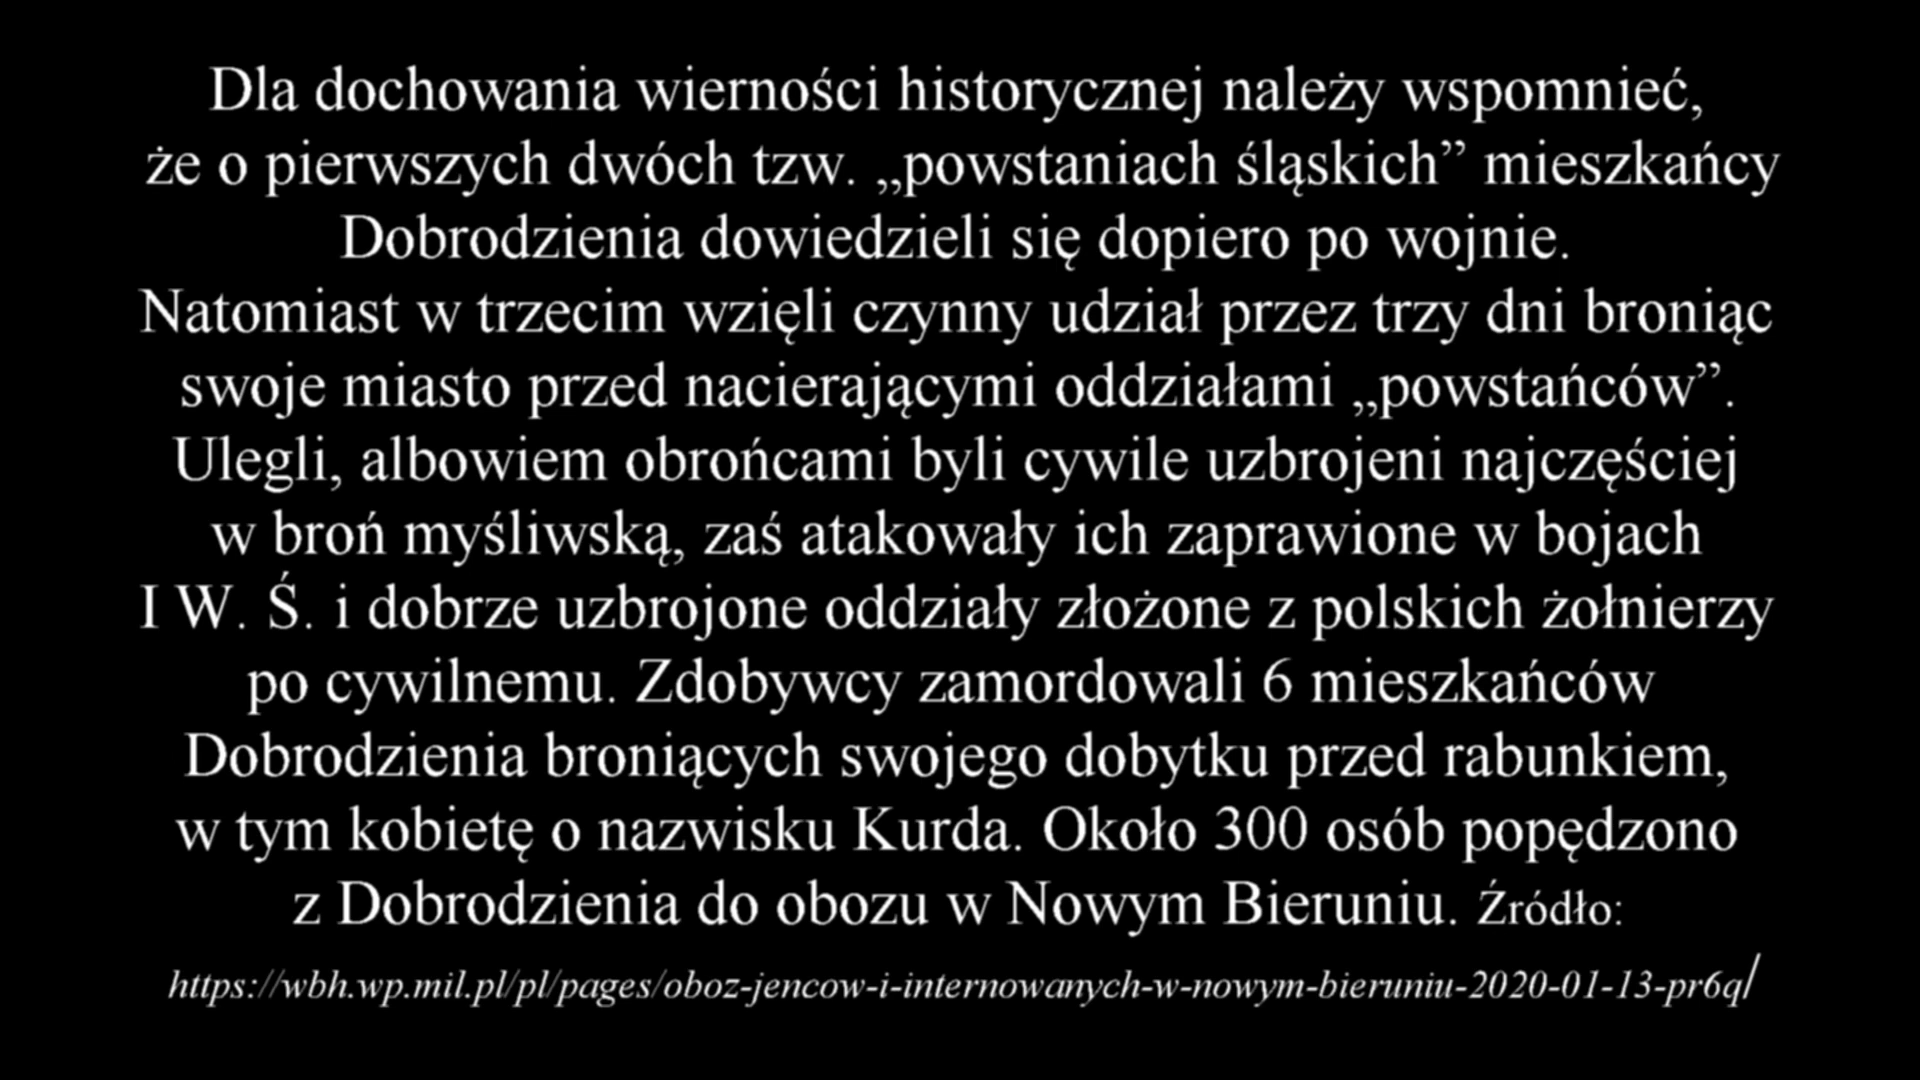 Dla dochowania wierności historycznej należy wspomnieć,
że o pierwszych dwóch tzw. „powstaniach śląskich” mieszkańcy
Dobrodzienia dowiedzieli się dopiero po wojnie.
Natomiast w trzecim wzięli czynny udział przez trzy dni broniąc
swoje miasto przed nacierającymi oddziałami „powstańców”.
Ulegli, albowiem obrońcami byli cywile uzbrojeni najczęściej
w broń myśliwską, zaś atakowały ich zaprawione w bojach
I W. Ś. i dobrze uzbrojone oddziały złożone z polskich żołnierzy
po cywilnemu. Zdobywcy zamordowali 6 mieszkańców
Dobrodzienia broniących swojego dobytku przed rabunkiem,
w tym kobietę o nazwisku Kurda. Około 300 osób popędzono
z Dobrodzienia do obozu w Nowym Bieruniu. Źródło:
https://wbh.wp.mil.pl/pl/pages/oboz-jencow-i-internowanych-w-nowym-bieruniu-2020-01-13-pr6q/